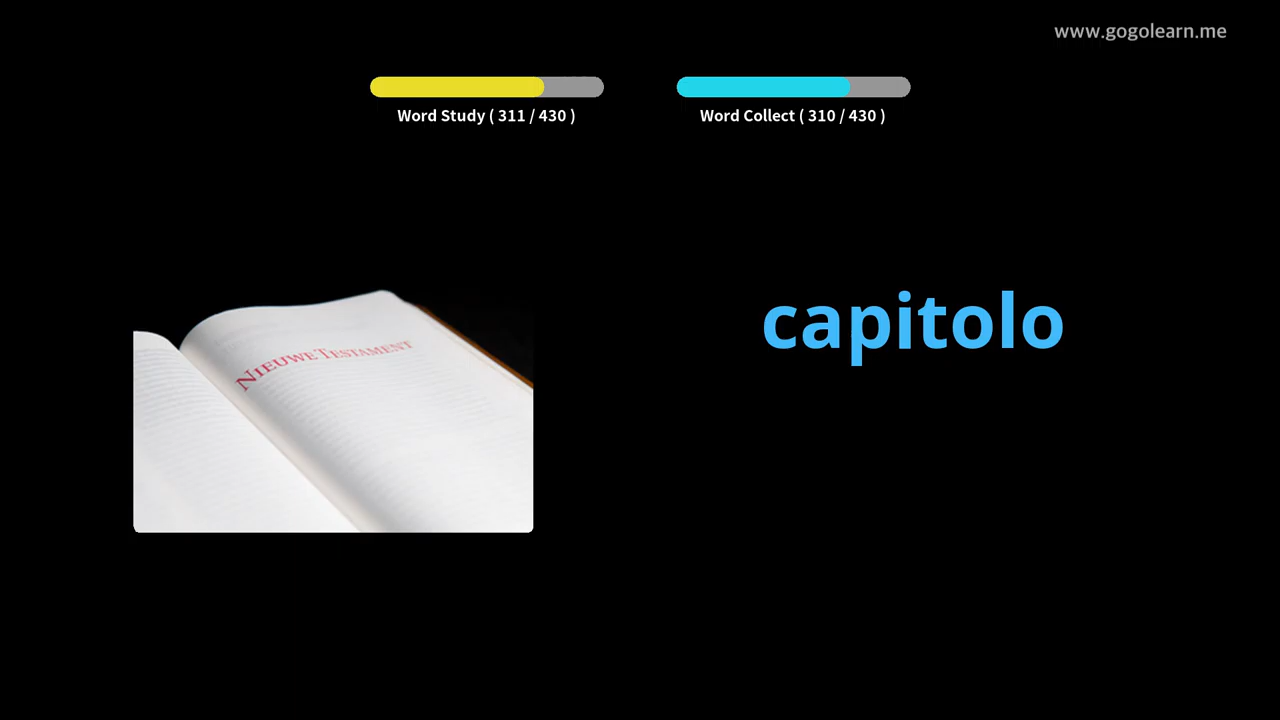 www.gogolearn.me
Word Study ( 311 / 430 )
Word Collect ( 310 / 430 )
NIEUWE TESTAMENT
capitolo